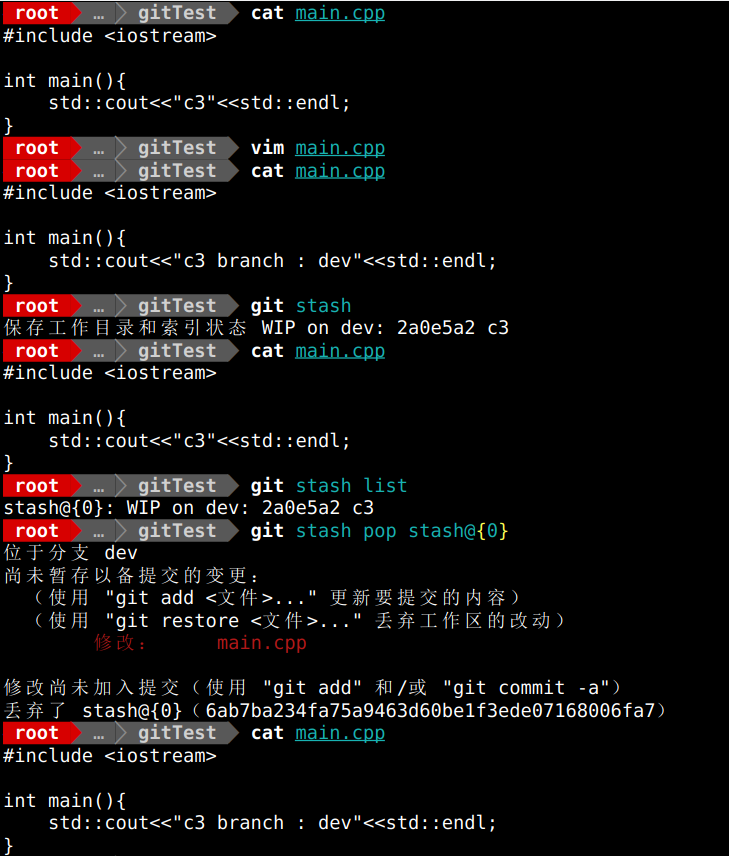 root … gitTest cat main.cpp
#include <iostream>
int main(){
    std::cout<<"c3"<<std::endl;
}
root … gitTest vim main.cpp
root … gitTest cat main.cpp
#include <iostream>
int main(){
    std::cout<<"c3 branch : dev"<<std::endl;
}
root … gitTest git stash
保存工作目录和索引状态 WIP on dev: 2a0e5a2 c3
root … gitTest cat main.cpp
#include <iostream>
int main(){
    std::cout<<"c3"<<std::endl;
}
root … gitTest git stash list
stash@{0}: WIP on dev: 2a0e5a2 c3
root … gitTest git stash pop stash@{0}
位于分支 dev
尚未暂存以备提交的变更：
  （使用 "git add <文件>..." 更新要提交的内容）
  （使用 "git restore <文件>..." 丢弃工作区的改动）
        修改：     main.cpp
修改尚未加入提交（使用 "git add" 和/或 "git commit -a"）
丢弃了 stash@{0}（6ab7ba234fa75a9463d60be1f3ede07168006fa7）
root … gitTest cat main.cpp
#include <iostream>
int main(){
    std::cout<<"c3 branch : dev"<<std::endl;
}